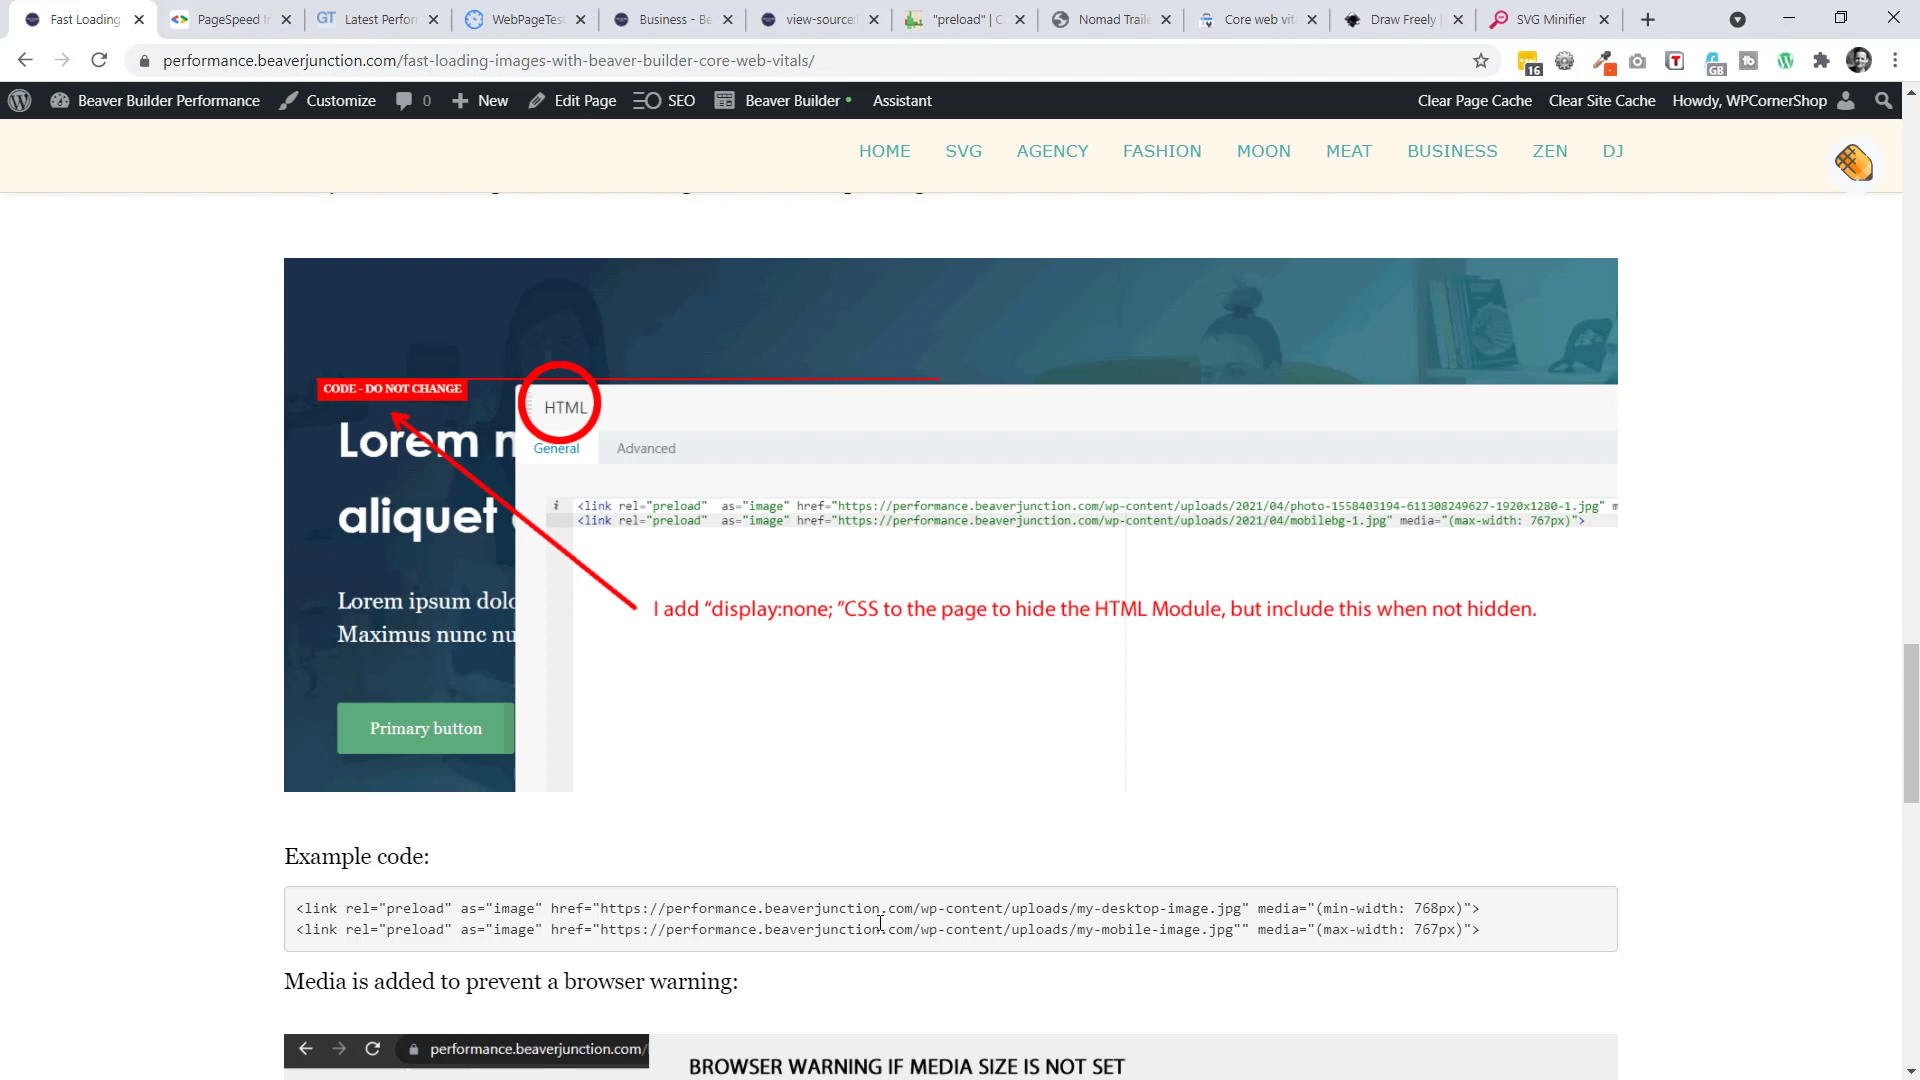 Fast Loading
PageSpeed I
GT Latest Perfor
WebPageTes
Business - Be
view-source:
"preload" | C
Nomad Traile
Core web vit
Draw Freely
SVG Minifier
performance.beaverjunction.com/fast-loading-images-with-beaver-builder-core-web-vitals/
16
GB
Beaver Builder Performance
Customize
0
New
Edit Page
SEO
Beaver Builder
Assistant
Clear Page Cache
Clear Site Cache
Howdy, WPCornerShop
HOME
SVG
AGENCY
FASHION
MOON
MEAT
BUSINESS
ZEN
DJ
CODE - DO NOT CHANGE
HTML
Lorem n
General
Advanced
i <link rel="preload" as="image" href="https://performance.beaverjunction.com/wp-content/uploads/2021/04/photo-1558403194-611308249627-1920x1280-1.jpg" m
<link rel="preload" as="image" href="https://performance.beaverjunction.com/wp-content/uploads/2021/04/mobilebg-1.jpg" media="(max-width: 767px)">
aliquet
Lorem ipsum dolo
Maximus nunc nu
I add “display:none; ”CSS to the page to hide the HTML Module, but include this when not hidden.
Primary button
Example code:
<link rel="preload" as="image" href="https://performance.beaverjunction.com/wp-content/uploads/my-desktop-image.jpg" media="(min-width: 768px)">
<link rel="preload" as="image" href="https://performance.beaverjunction.com/wp-content/uploads/my-mobile-image.jpg"" media="(max-width: 767px)">
Media is added to prevent a browser warning:
performance.beaverjunction.com/
BROWSER WARNING IF MEDIA SIZE IS NOT SET